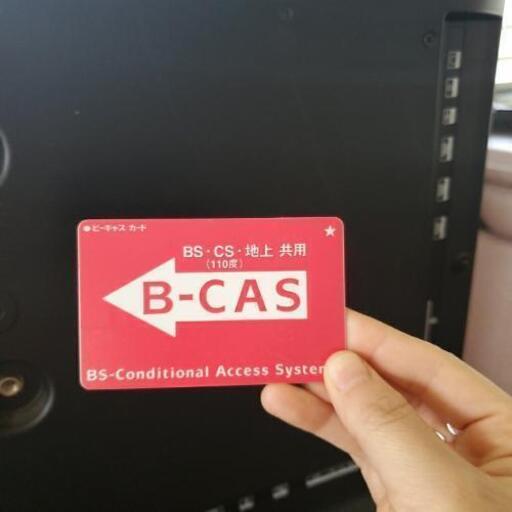 ビーキャス カード
★
BS・CS・地上 共用
(110度)
B-CAS
BS-Conditional Access System